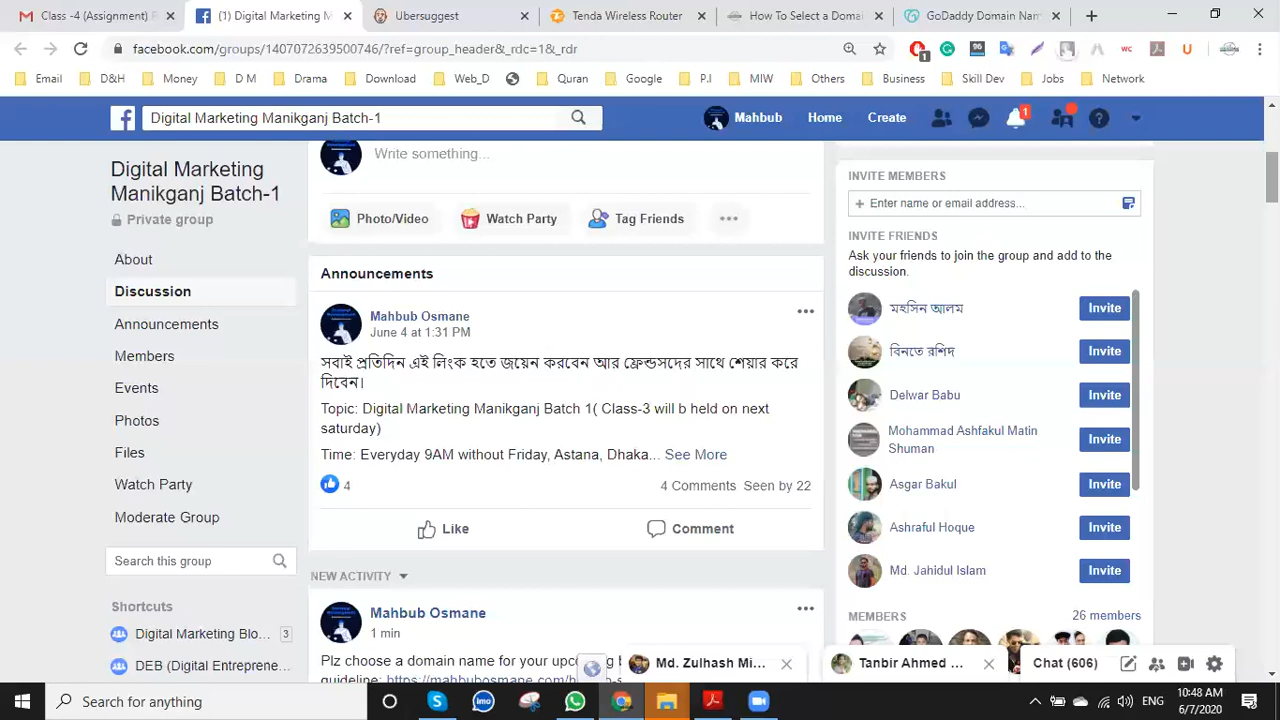 Class -4 (Assignment) R
(1) Digital Marketing M
Ubersuggest
Tenda Wireless Router
How To Select a Domai
GoDaddy Domain Nam
facebook.com/groups/1407072639500746/?ref=group_header&_rdc=1&_rdr
Email
D&H
Money
D M
Drama
Download
Web_D
Quran
Google
P.I
MIW
Others
Business
Skill Dev
Jobs
Network
Digital Marketing Manikganj Batch-1
Mahbub
Home
Create
1
Digital Marketing
Manikganj Batch-1
Private group
About
Discussion
Announcements
Members
Events
Photos
Files
Watch Party
Moderate Group
Search this group
Shortcuts
Digital Marketing Blo... 3
DEB (Digital Entreprene...
Write something...
Photo/Video
Watch Party
Tag Friends
Announcements
Mahbub Osmane
June 4 at 1:31 PM
সবাই প্রতিদিন এই লিংক হতে জয়েন করবেন আর ফ্রেন্ডসদের সাথে শেয়ার করে
দিবেন।
Topic: Digital Marketing Manikganj Batch 1( Class-3 will b held on next
saturday)
Time: Everyday 9AM without Friday, Astana, Dhaka... See More
4
4 Comments Seen by 22
Like
Comment
NEW ACTIVITY
Mahbub Osmane
1 min
Plz choose a domain name for your upcoming
guideline: https://mahbubosmane.com/h
INVITE MEMBERS
+ Enter name or email address...
INVITE FRIENDS
Ask your friends to join the group and add to the
discussion.
মহসিন আলম Invite
বিনতে রশিদ Invite
Delwar Babu Invite
Mohammad Ashfakul Matin
Shuman Invite
Asgar Bakul Invite
Ashraful Hoque Invite
Md. Jahidul Islam Invite
MEMBERS 26 members
Md. Zulhash Mi...
Tanbir Ahmed ...
Chat (606)
Search for anything
ENG
10:48 AM
6/7/2020